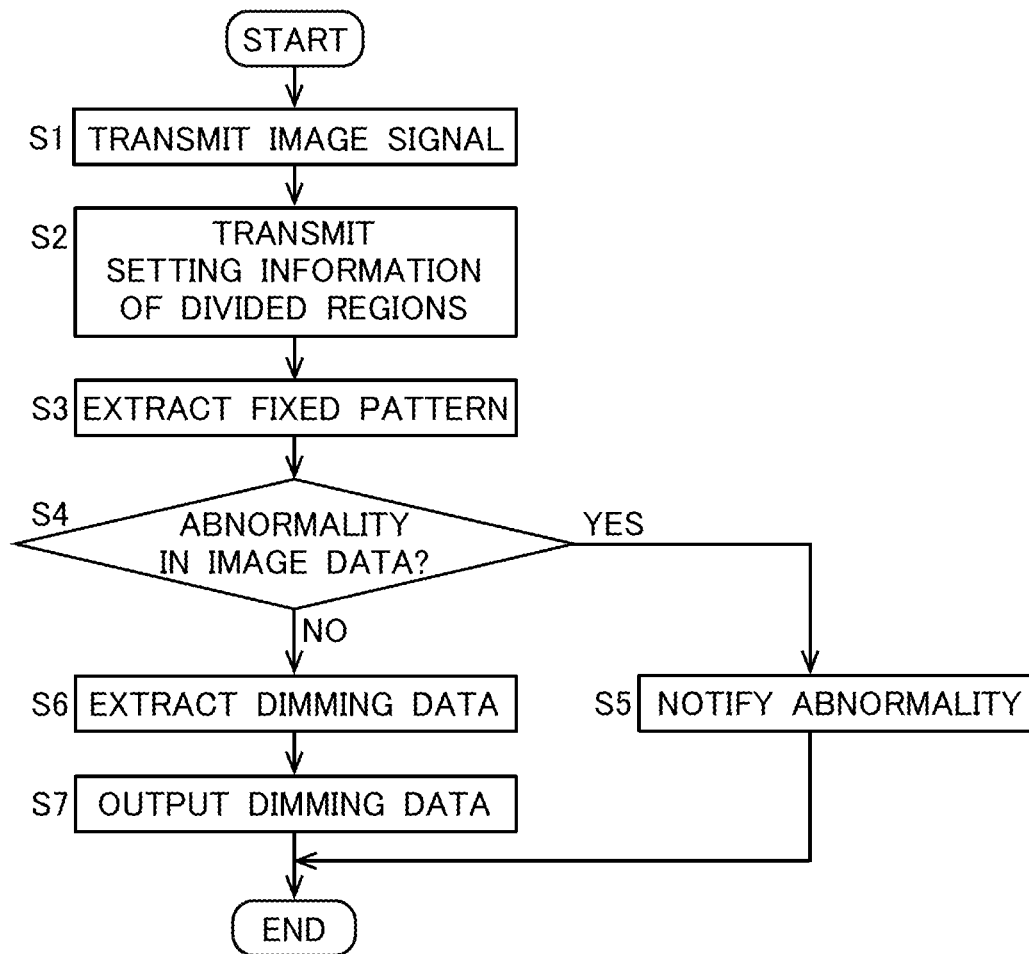 START
S1 TRANSMIT IMAGE SIGNAL
S2 TRANSMIT
SETTING INFORMATION
OF DIVIDED REGIONS
S3 EXTRACT FIXED PATTERN
S4 ABNORMALITY
IN IMAGE DATA?
YES
NO
S6 EXTRACT DIMMING DATA
S5 NOTIFY ABNORMALITY
S7 OUTPUT DIMMING DATA
END